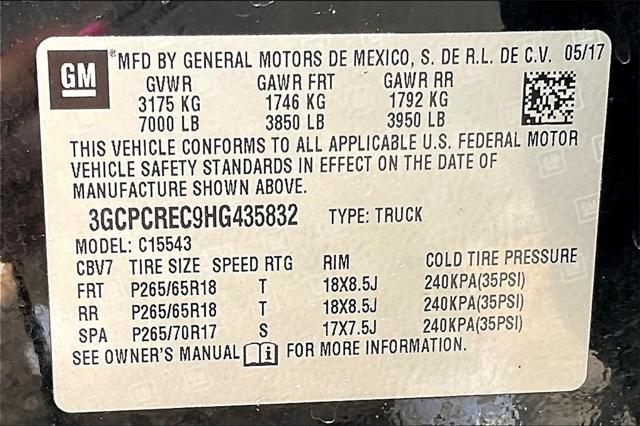 GM ®MFD BY GENERAL MOTORS DE MEXICO, S. DE R.L. DE C.V. 05/17
GVWR GAWR FRT GAWR RR
3175 KG 1746 KG 1792 KG
7000 LB 3850 LB 3950 LB
THIS VEHICLE CONFORMS TO ALL APPLICABLE U.S. FEDERAL MOTOR
VEHICLE SAFETY STANDARDS IN EFFECT ON THE DATE OF
MANUFACTURE SHOWN ABOVE.
3GCPCREC9HG435832 TYPE: TRUCK
MODEL: C15543
CBV7 TIRE SIZE SPEED RTG RIM COLD TIRE PRESSURE
FRT P265/65R18 T 18X8.5J 240KPA(35PSI)
RR P265/65R18 T 18X8.5J 240KPA(35PSI)
SPA P265/70R17 S 17X7.5J 240KPA(35PSI)
SEE OWNER'S MANUAL i FOR MORE INFORMATION.